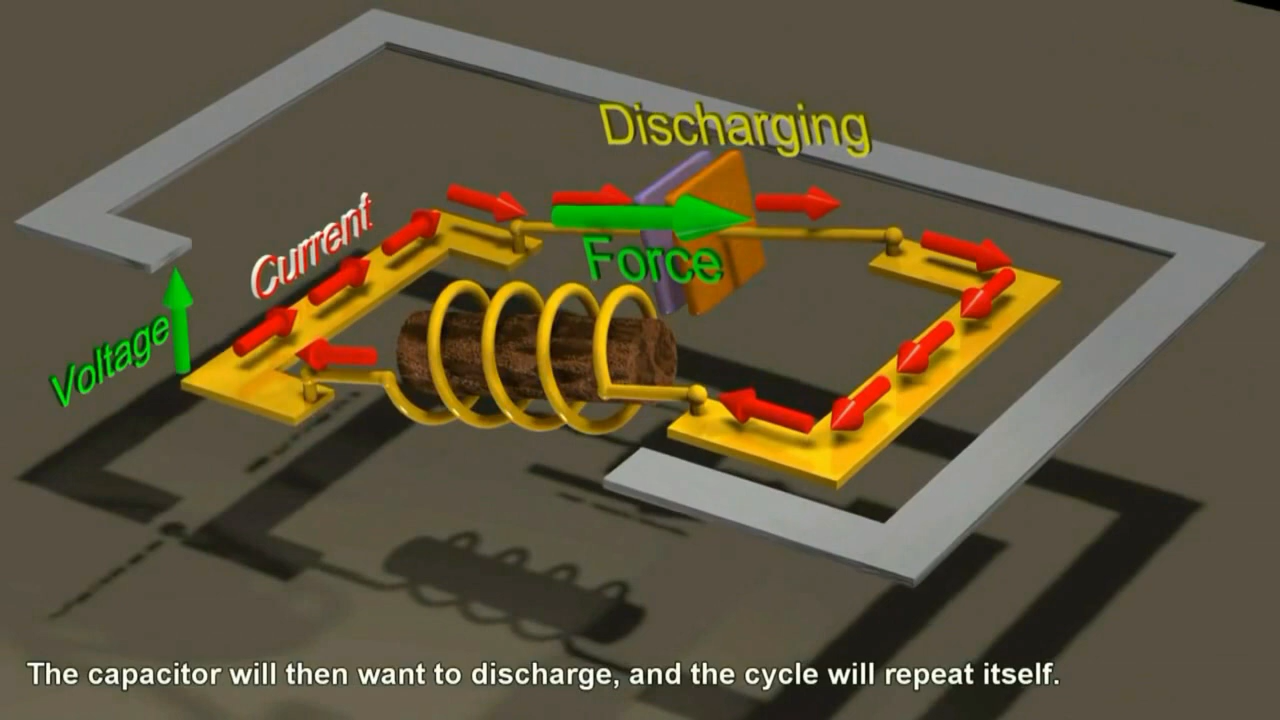 Discharging
Current
Force
Voltage
The capacitor will then want to discharge, and the cycle will repeat itself.